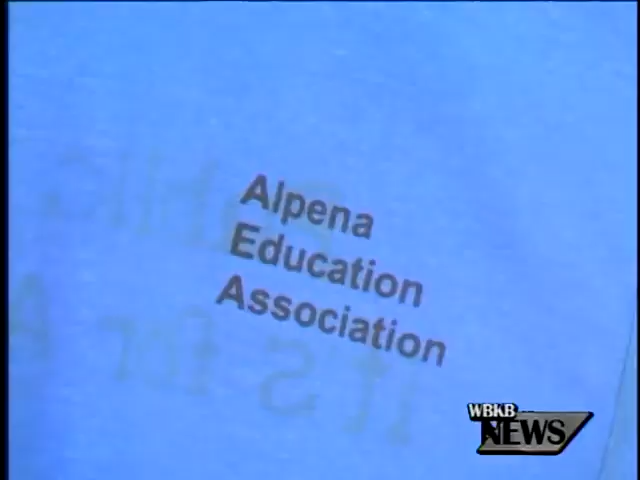 Alpena
Education
Association
WBKB
NEWS